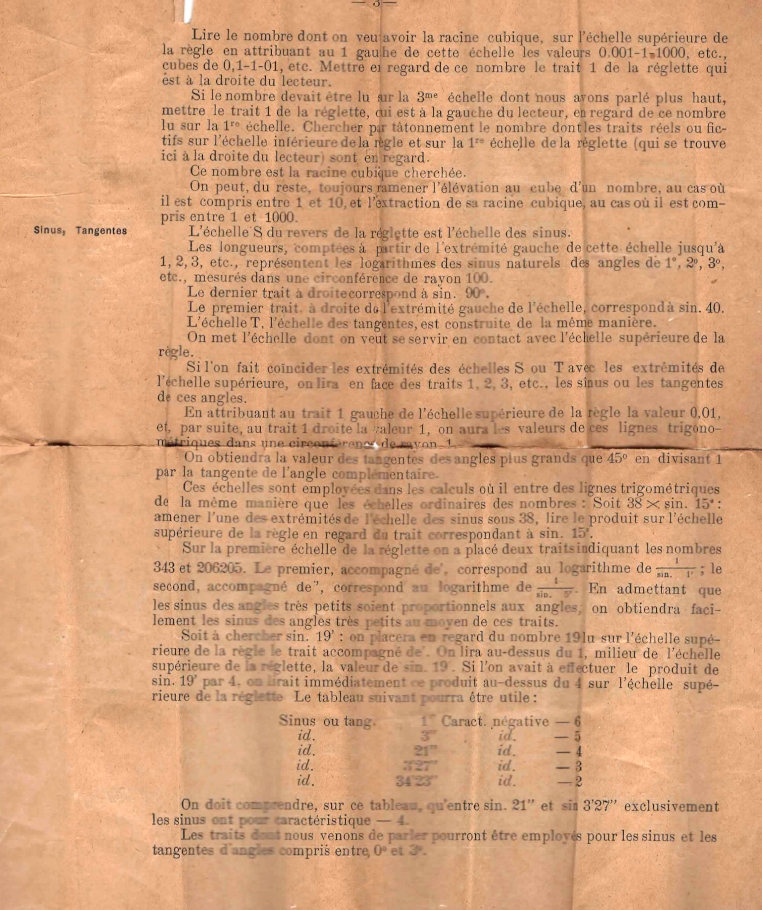 — 3 —
Lire le nombre dont on veu avoir la racine cubique, sur l'échelle supérieure de
la règle en attribuant au 1 gauche de cette échelle les valeurs 0.001-1-1000, etc.,
cubes de 0,1-1-01, etc. Mettre en regard de ce nombre le trait 1 de la réglette qui
est à la droite du lecteur.
Si le nombre devait être lu sur la 3me échelle dont nous avons parlé plus haut,
mettre le trait 1 de la réglette, qui est à la gauche du lecteur, en regard de ce nombre
lu sur la 1re échelle. Chercher par tâtonnement le nombre dont les traits réels ou fic-
tifs sur l'échelle inférieure de la règle et sur la 1re échelle de la réglette (qui se trouve
ici à la droite du lecteur) sont en regard.
Ce nombre est la racine cubique cherchée.
On peut, du reste, toujours ramener l'élévation au cube d'un nombre, au cas où
il est compris entre 1 et 10, et l'extraction de sa racine cubique, au cas où il est com-
pris entre 1 et 1000.
Sinus, Tangentes
L'échelle S du revers de la réglette est l'échelle des sinus.
Les longueurs, comptées à partir de l'extrémité gauche de cette échelle jusqu'à
1, 2, 3, etc., représentent les logarithmes des sinus naturels des angles de 1°, 2°, 3°,
etc., mesurés dans une circonférence de rayon 100.
Le dernier trait à droite correspond à sin. 90°.
Le premier trait. à droite de l'extrémité gauche de l'échelle, correspond à sin. 40.
L'échelle T, l'échelle des tangentes, est construite de la même manière.
On met l'échelle dont on veut se servir en contact avec l'échelle supérieure de la
règle.
Si l'on fait coincider les extrémités des échelles S ou T avec les extrémités de
l'échelle supérieure, on lira en face des traits 1, 2, 3, etc., les sinus ou les tangentes
de ces angles.
En attribuant au trait 1 gauche de l'échelle supérieure de la règle la valeur 0,01,
et, par suite, au trait 1 droite la valeur 1, on aura les valeurs de ces lignes trigono-
métriques dans une circonférence de rayon 1.
On obtiendra la valeur des tangentes des angles plus grands que 45° en divisant 1
par la tangente de l'angle complémentaire.
Ces échelles sont employées dans les calculs où il entre des lignes trigométriques
de la même manière que les échelles ordinaires des nombres : Soit 38 × sin. 15° :
amener l'une des extrémités de l'échelle des sinus sous 38, lire le produit sur l'échelle
supérieure de la règle en regard du trait correspondant à sin. 15°.
Sur la première échelle de la réglette on a placé deux traits indiquant les nombres
343 et 206205. Le premier, accompagné de ', correspond au logarithme de 1/sin. 1' ; le
second, accompagné de ", correspond au logarithme de 1/sin. En admettant que
les sinus des angles très petits soient proportionnels aux angles, on obtiendra faci-
lement les sinus des angles très petits au moyen de ces traits.
Soit à chercher sin. 19' : on placera en regard du nombre 19 lu sur l'échelle supé-
rieure de la règle le trait accompagné de '. On lira au-dessus du 1, milieu de l'échelle
supérieure de la réglette, la valeur de sin. 19'. Si l'on avait à effectuer le produit de
sin. 19' par 4, on lirait immédiatement ce produit au-dessus du 4 sur l'échelle supé-
rieure de la réglette Le tableau suivant pourra être utile :
Sinus ou tang. 1" Caract. négative — 6
id. 3" id. — 5
id. 21" id. — 4
id. 3'27" id. — 3
id. 34'23" id. — 2
On doit comprendre, sur ce tableau, qu'entre sin. 21" et sin 3'27" exclusivement
les sinus ont pour caractéristique — 4.
Les traits dont nous venons de parler pourront être employés pour les sinus et les
tangentes d'angles compris entre 0° et 3°.